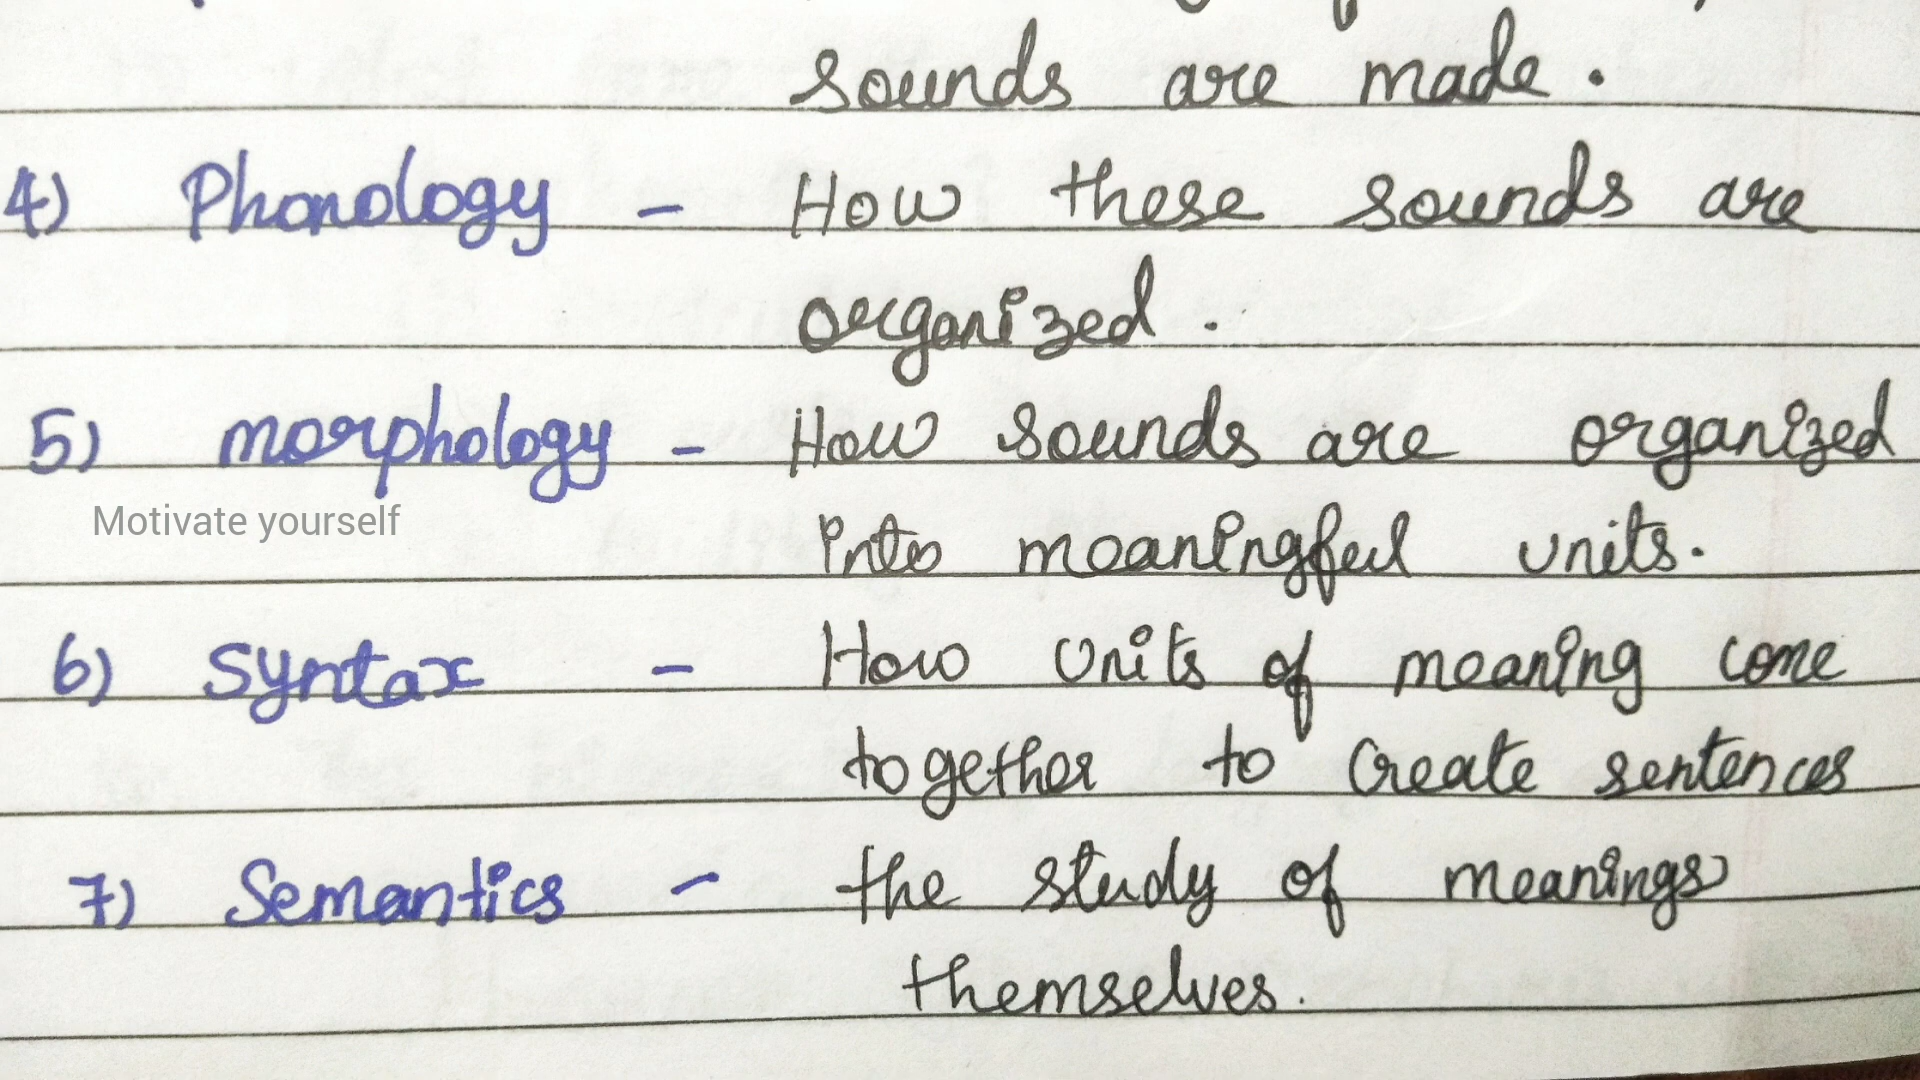 sounds are made.
4) Phonology - How these sounds are
organized.
5) morphology - How sounds are organized
Motivate yourself
into meaningful units.
6) Syntax - How units of meaning come
together to create sentences
7) Semantics - the study of meanings
themselves.